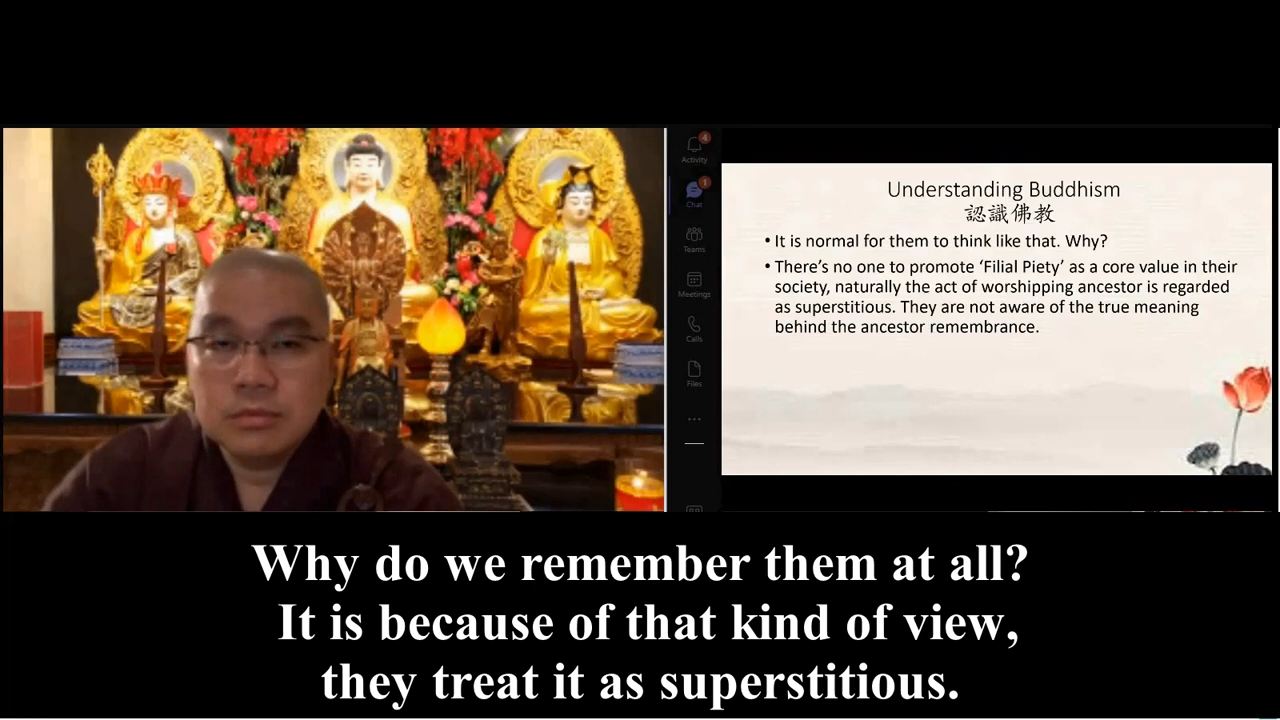 Activity
4
Chat
1
Teams
Meetings
Calls
Files
Understanding Buddhism
認識佛教
• It is normal for them to think like that. Why?
• There's no one to promote 'Filial Piety' as a core value in their
society, naturally the act of worshipping ancestor is regarded
as superstitious. They are not aware of the true meaning
behind the ancestor remembrance.
Why do we remember them at all?
It is because of that kind of view,
they treat it as superstitious.